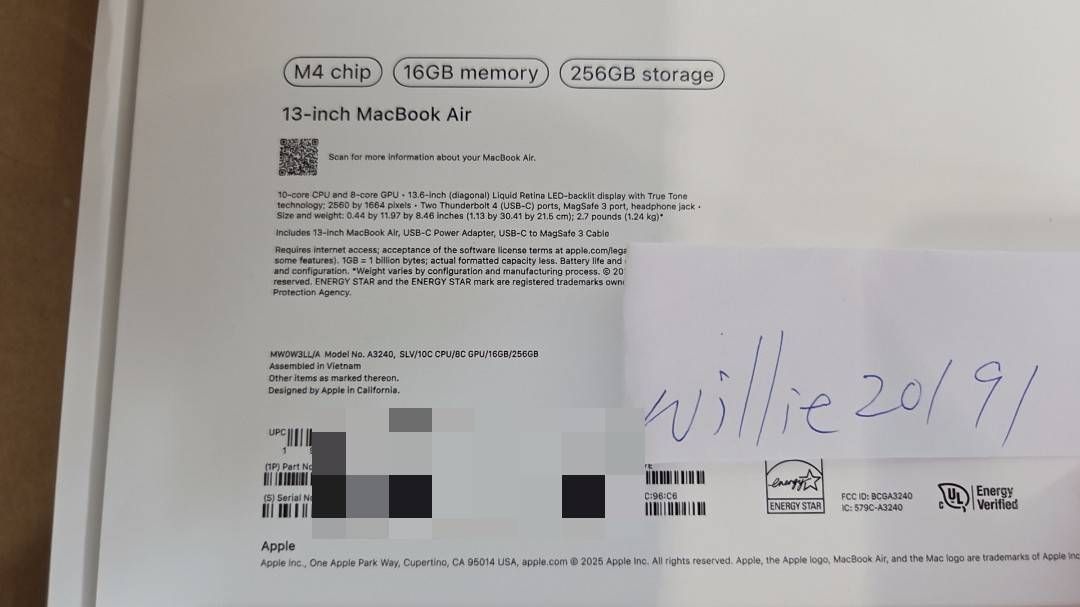 M4 chip 16GB memory 256GB storage
13-inch MacBook Air
Scan for more information about your MacBook Air.
10-core CPU and 8-core GPU • 13.6-inch (diagonal) Liquid Retina LED-backlit display with True Tone
technology; 2560 by 1664 pixels • Two Thunderbolt 4 (USB-C) ports, MagSafe 3 port, headphone jack •
Size and weight: 0.44 by 11.97 by 8.46 inches (1.13 by 30.41 by 21.5 cm); 2.7 pounds (1.24 kg)*
Includes 13-inch MacBook Air, USB-C Power Adapter, USB-C to MagSafe 3 Cable
Requires internet access; acceptance of the software license terms at apple.com/lega
some features). 1GB = 1 billion bytes; actual formatted capacity less. Battery life and
and configuration. *Weight varies by configuration and manufacturing process. © 20
reserved. ENERGY STAR and the ENERGY STAR mark are registered trademarks own
Protection Agency.
willie20191
MW0W3LL/A Model No. A3240, SLV/10C CPU/8C GPU/16GB/256GB
Assembled in Vietnam
Other items as marked thereon.
Designed by Apple in California.
UPC
1
(1P) Part No
(S) Serial No
C:96:C6
energy
ENERGY STAR
FCC ID: BCGA3240
IC: 579C-A3240
c UL Energy
Verified
Apple
Apple Inc., One Apple Park Way, Cupertino, CA 95014 USA, apple.com © 2025 Apple Inc. All rights reserved. Apple, the Apple logo, MacBook Air, and the Mac logo are trademarks of Apple Inc